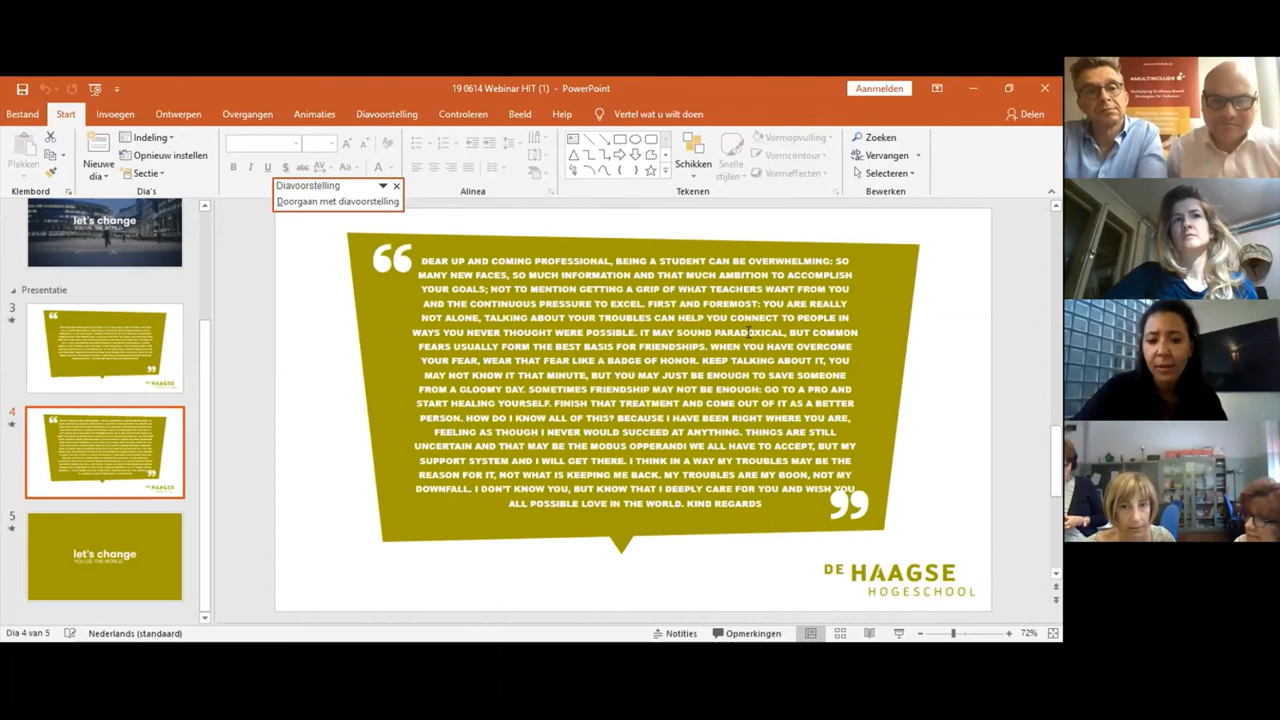 19 0614 Webinar HIT (1) - PowerPoint
Aanmelden
Bestand Start Invoegen Ontwerpen Overgangen Animaties Diavoorstelling Controleren Beeld Help Vertel wat u wilt doen
Delen
Plakken
Nieuwe dia
Indeling
Opnieuw instellen
Sectie
Schikken
Snelle stijlen
Vormopvulling
Vormcontour
Vormeffecten
Zoeken
Vervangen
Selecteren
Klembord
Dia's
Alinea
Tekenen
Bewerken
Diavoorstelling
Doorgaan met diavoorstelling
let's change
Presentatie
3
4
5
let's change
YOU. US. THE WORLD.
DEAR UP AND COMING PROFESSIONAL, BEING A STUDENT CAN BE OVERWHELMING: SO
MANY NEW FACES, SO MUCH INFORMATION AND THAT MUCH AMBITION TO ACCOMPLISH
YOUR GOALS; NOT TO MENTION GETTING A GRIP OF WHAT TEACHERS WANT FROM YOU
AND THE CONTINUOUS PRESSURE TO EXCEL. FIRST AND FOREMOST: YOU ARE REALLY
NOT ALONE, TALKING ABOUT YOUR TROUBLES CAN HELP YOU CONNECT TO PEOPLE IN
WAYS YOU NEVER THOUGHT WERE POSSIBLE. IT MAY SOUND PARADOXICAL, BUT COMMON
FEARS USUALLY FORM THE BEST BASIS FOR FRIENDSHIPS. WHEN YOU HAVE OVERCOME
YOUR FEAR, WEAR THAT FEAR LIKE A BADGE OF HONOR. KEEP TALKING ABOUT IT, YOU
MAY NOT KNOW IT THAT MINUTE, BUT YOU MAY JUST BE ENOUGH TO SAVE SOMEONE
FROM A GLOOMY DAY. SOMETIMES FRIENDSHIP MAY NOT BE ENOUGH: GO TO A PRO AND
START HEALING YOURSELF. FINISH THAT TREATMENT AND COME OUT OF IT AS A BETTER
PERSON. HOW DO I KNOW ALL OF THIS? BECAUSE I HAVE BEEN RIGHT WHERE YOU ARE,
FEELING AS THOUGH I NEVER WOULD SUCCEED AT ANYTHING. THINGS ARE STILL
UNCERTAIN AND THAT MAY BE THE MODUS OPPERANDI WE ALL HAVE TO ACCEPT, BUT MY
SUPPORT SYSTEM AND I WILL GET THERE. I THINK IN A WAY MY TROUBLES MAY BE THE
REASON FOR IT, NOT WHAT IS KEEPING ME BACK. MY TROUBLES ARE MY BOON, NOT MY
DOWNFALL. I DON'T KNOW YOU, BUT KNOW THAT I DEEPLY CARE FOR YOU AND WISH YOU
ALL POSSIBLE LOVE IN THE WORLD. KIND REGARDS
DE HAAGSE
HOGESCHOOL
#MULTINCLUDE
Dia 4 van 5 Nederlands (standaard) Notities Opmerkingen 72%